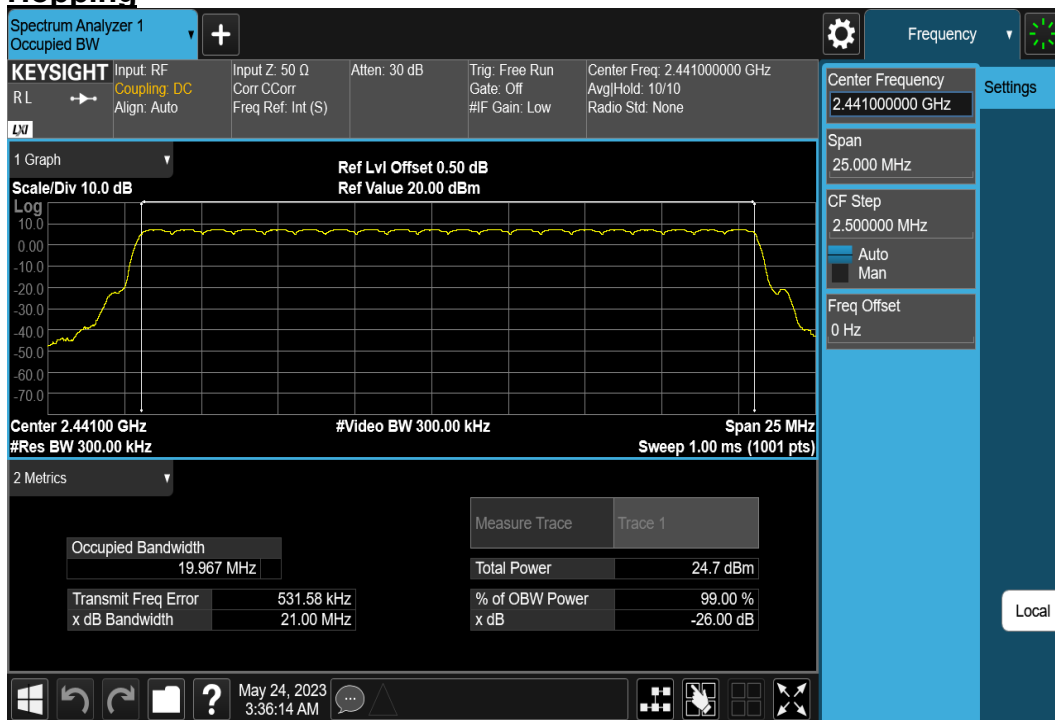 Hopping
Spectrum Analyzer 1
Occupied BW
Frequency
KEYSIGHT
RL
LXI
Input: RF
Coupling: DC
Align: Auto
Input Z: 50 Ω
Corr CCorr
Freq Ref: Int (S)
Atten: 30 dB
Trig: Free Run
Gate: Off
#IF Gain: Low
Center Freq: 2.441000000 GHz
Avg|Hold: 10/10
Radio Std: None
1 Graph
Scale/Div 10.0 dB
Ref Lvl Offset 0.50 dB
Ref Value 20.00 dBm
Log
10.0
0.00
-10.0
-20.0
-30.0
-40.0
-50.0
-60.0
-70.0
Center 2.44100 GHz
#Res BW 300.00 kHz
#Video BW 300.00 kHz
Span 25 MHz
Sweep 1.00 ms (1001 pts)
2 Metrics
Measure Trace Trace 1
Occupied Bandwidth
19.967 MHz
Total Power 24.7 dBm
Transmit Freq Error 531.58 kHz
x dB Bandwidth 21.00 MHz
% of OBW Power 99.00 %
x dB -26.00 dB
Center Frequency
2.441000000 GHz
Settings
Span
25.000 MHz
CF Step
2.500000 MHz
Auto
Man
Freq Offset
0 Hz
Local
?
May 24, 2023
3:36:14 AM